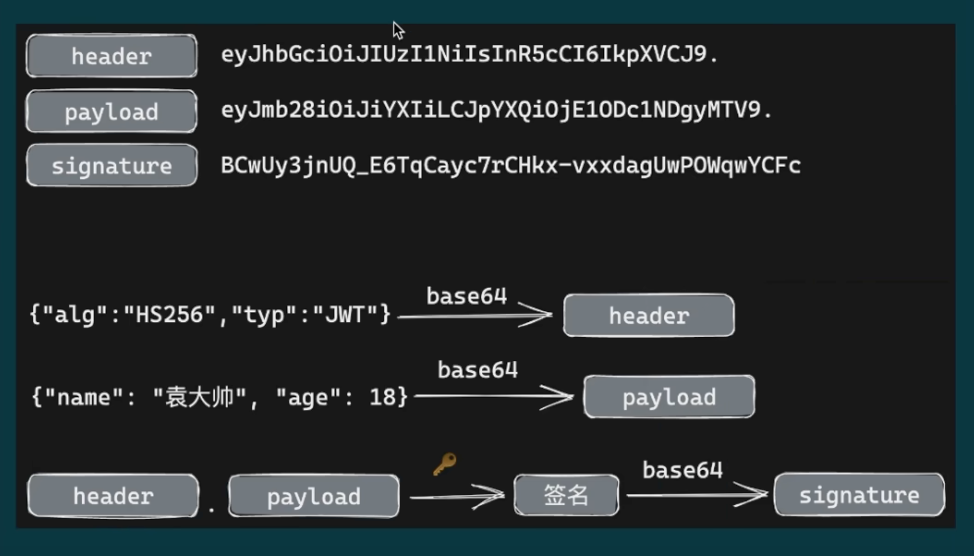 header eyJhbGciOiJIUzI1NiIsInR5cCI6IkpXVCJ9.
payload eyJmb28iOiJiYXIiLCJpYXQiOjE1ODc1NDgyMTV9.
signature BCwUy3jnUQ_E6TqCayc7rCHkx-vxxdagUwPOWqwYCFc
{"alg":"HS256","typ":"JWT"} base64 header
{"name": "袁大帅", "age": 18} base64 payload
header . payload 签名 base64 signature